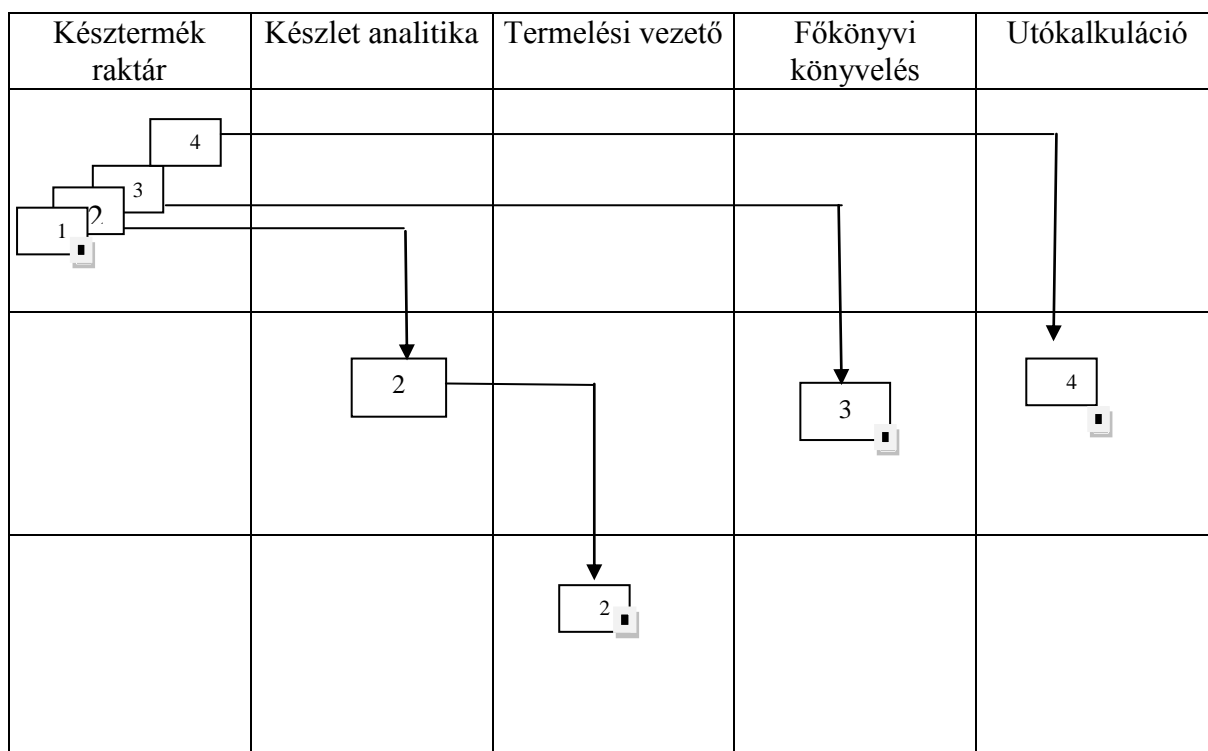 Késztermék raktár
Készlet analitika
Termelési vezető
Főkönyvi könyvelés
Utókalkuláció
4
3
2.
1
2
3
4
2